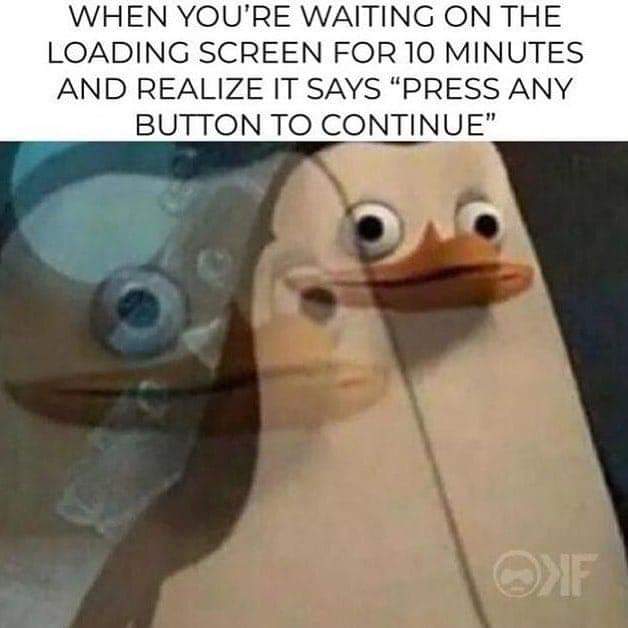 WHEN YOU’RE WAITING ON THE
LOADING SCREEN FOR 10 MINUTES
AND REALIZE IT SAYS “PRESS ANY
BUTTON TO CONTINUE”
KF